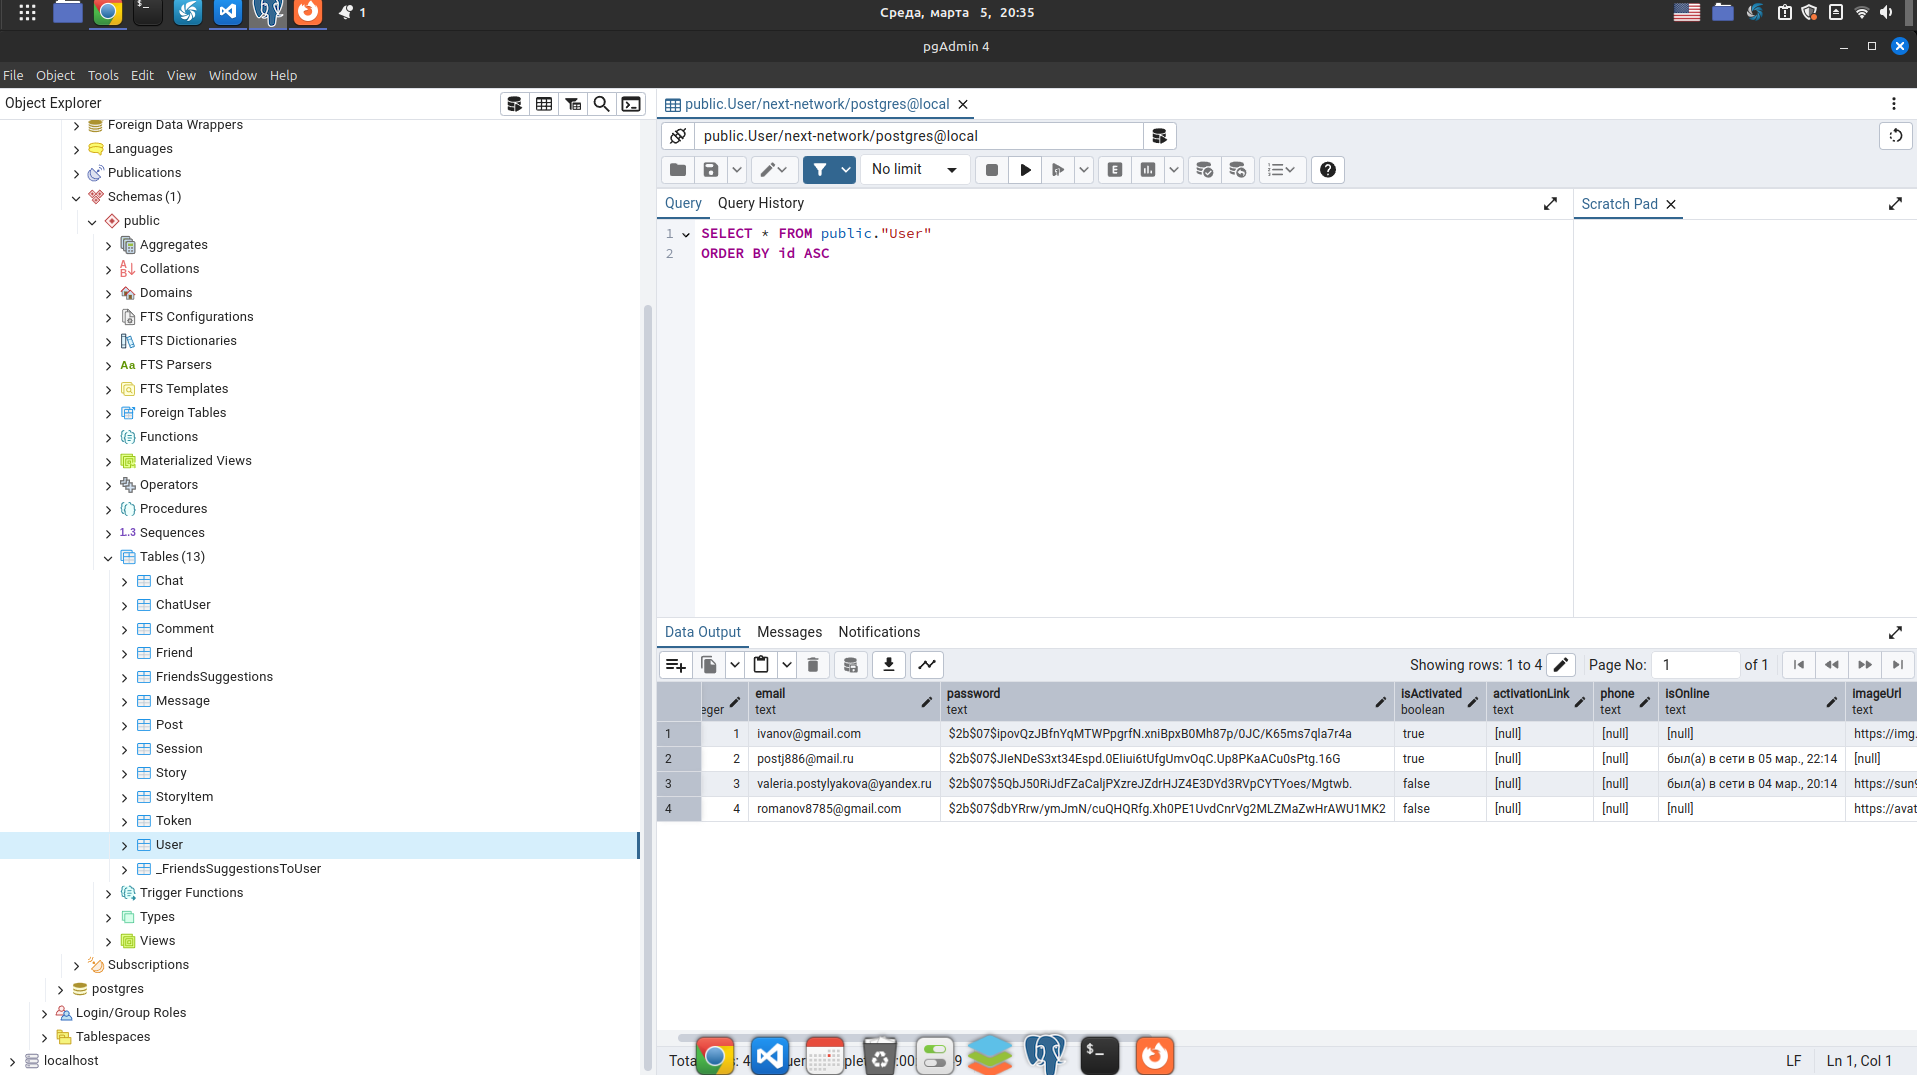 1
Среда, марта 5, 20:35
pgAdmin 4
File Object Tools Edit View Window Help
Object Explorer
Foreign Data Wrappers
Languages
Publications
Schemas (1)
public
Aggregates
Collations
Domains
FTS Configurations
FTS Dictionaries
Aa FTS Parsers
FTS Templates
Foreign Tables
Functions
Materialized Views
Operators
Procedures
1..3 Sequences
Tables (13)
Chat
ChatUser
Comment
Friend
FriendsSuggestions
Message
Post
Session
Story
StoryItem
Token
User
_FriendsSuggestionsToUser
Trigger Functions
Types
Views
Subscriptions
postgres
Login/Group Roles
Tablespaces
localhost
public.User/next-network/postgres@local
public.User/next-network/postgres@local
No limit
Query Query History
Scratch Pad
1 SELECT * FROM public."User"
2 ORDER BY id ASC
Data Output Messages Notifications
Showing rows: 1 to 4 Page No: 1 of 1
email password isActivated activationLink phone isOnline imageUrl
eger text text boolean text text text text
1 1 ivanov@gmail.com $2b$07$ipovQzJBfnYqMTWPpgrfN.xniBpxB0Mh87p/0JC/K65ms7qla7r4a true [null] [null] [null] https://img.
2 2 postj886@mail.ru $2b$07$JIeNDeS3xt34Espd.0EIiui6tUfgUmvOqC.Up8PKaACu0sPtg.16G true [null] [null] был(а) в сети в 05 мар., 22:14 [null]
3 3 valeria.postylyakova@yandex.ru $2b$07$5QbJ50RiJdFZaCaljPXzreJZdrHJZ4E3DYd3RVpCYTYoes/Mgtwb. false [null] [null] был(а) в сети в 04 мар., 20:14 https://sun9
4 4 romanov8785@gmail.com $2b$07$dbYRrw/ymJmN/cuQHQRfg.Xh0PE1UvdCnrVg2MLZMaZwHrAWU1MK2 false [null] [null] [null] https://avat
LF Ln 1, Col 1